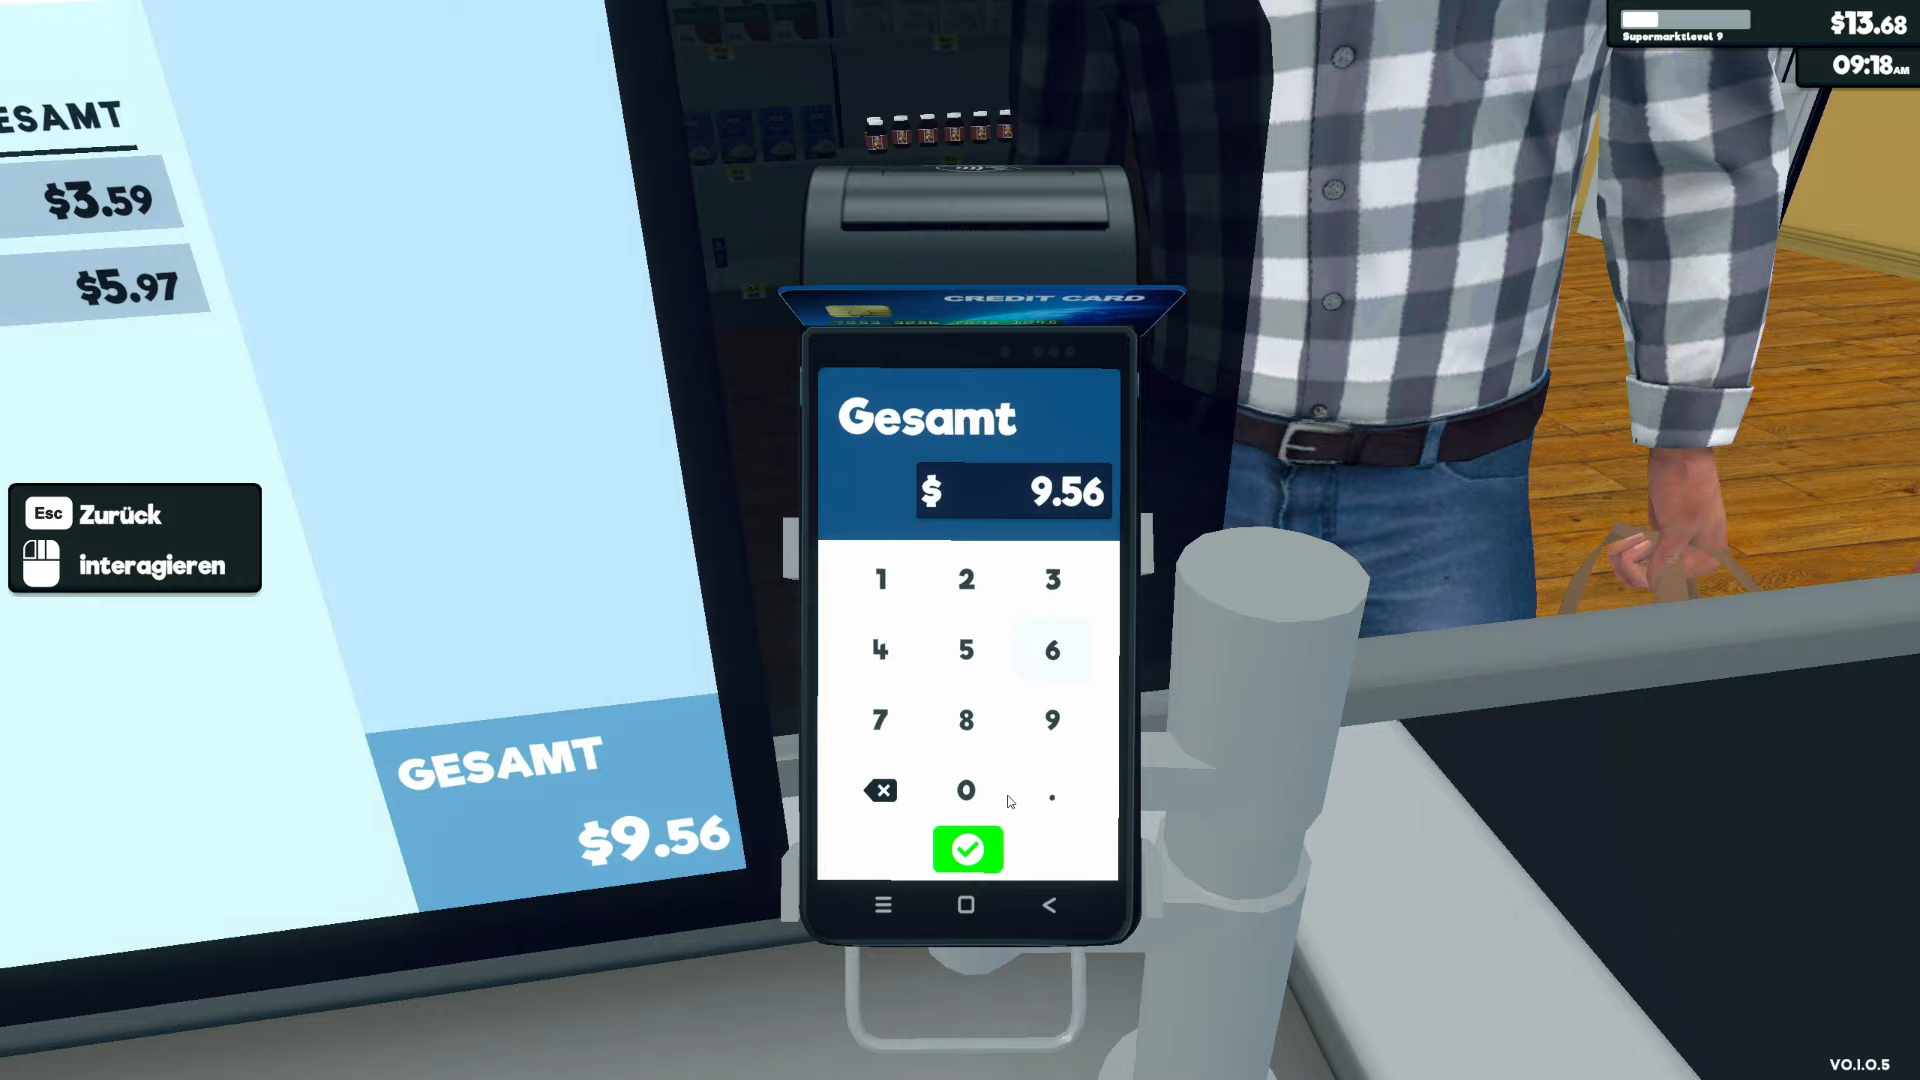 $13.68
Supermarktlevel 9
09:18AM
ESAMT
$3.59
$5.97
GESAMT
$9.56
Esc Zurück
interagieren
CREDIT CARD
Gesamt
$ 9.56
1 2 3
4 5 6
7 8 9
0 .
V0.1.0.5